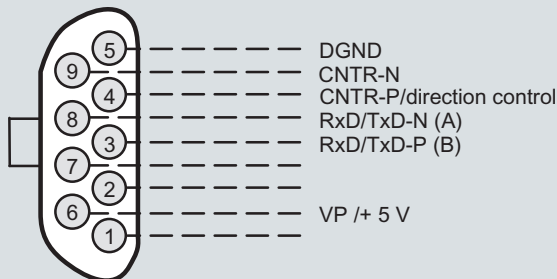 5 DGND
9 CNTR-N
4 CNTR-P/direction control
8 RxD/TxD-N (A)
3 RxD/TxD-P (B)
7
2
6 VP /+ 5 V
1